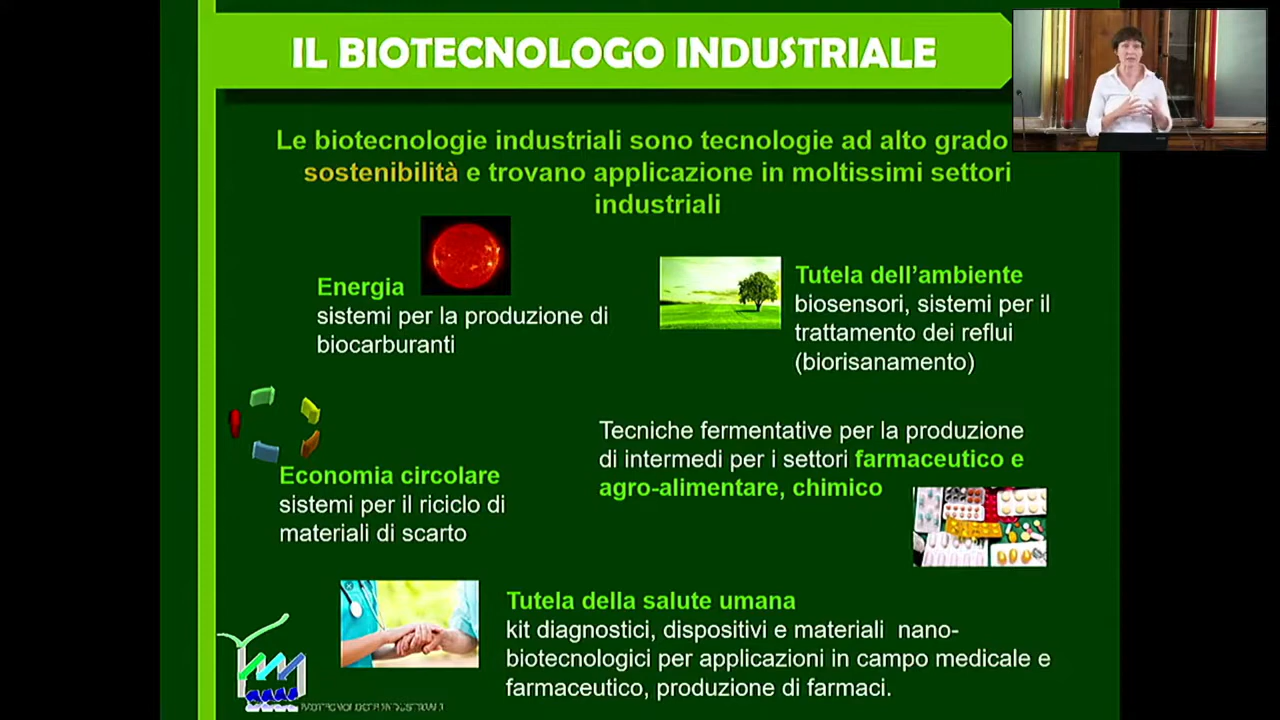 IL BIOTECNOLOGO INDUSTRIALE
Le biotecnologie industriali sono tecnologie ad alto grado
sostenibilità e trovano applicazione in moltissimi settori
industriali
Energia
sistemi per la produzione di
biocarburanti
Tutela dell’ambiente
biosensori, sistemi per il
trattamento dei reflui
(biorisanamento)
Tecniche fermentative per la produzione
di intermedi per i settori farmaceutico e
agro-alimentare, chimico
Economia circolare
sistemi per il riciclo di
materiali di scarto
Tutela della salute umana
kit diagnostici, dispositivi e materiali nano-
biotecnologici per applicazioni in campo medicale e
farmaceutico, produzione di farmaci.
BIOTECNOLOGIE INDUSTRIALI